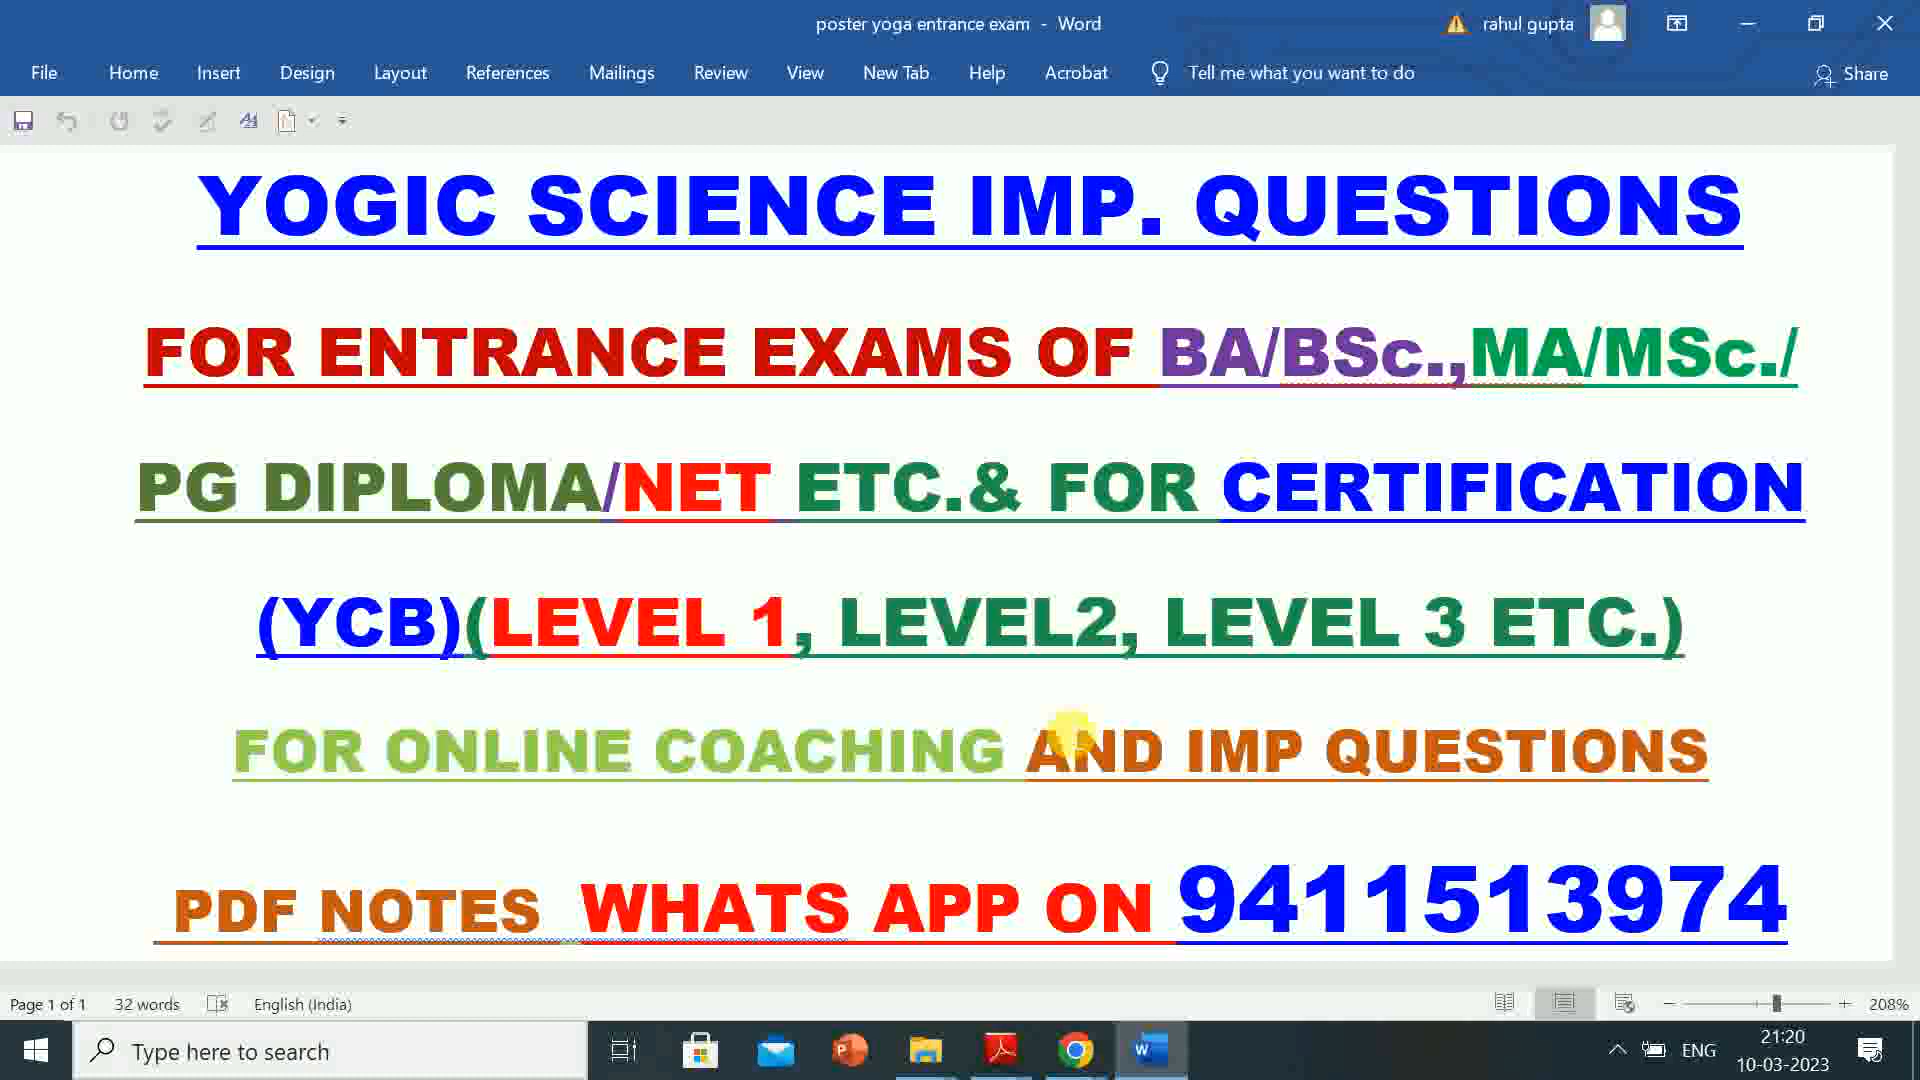 poster yoga entrance exam - Word
rahul gupta
File Home Insert Design Layout References Mailings Review View New Tab Help Acrobat Tell me what you want to do Share
YOGIC SCIENCE IMP. QUESTIONS
FOR ENTRANCE EXAMS OF BA/BSc.,MA/MSc./
PG DIPLOMA/NET ETC.& FOR CERTIFICATION
(YCB)(LEVEL 1, LEVEL2, LEVEL 3 ETC.)
FOR ONLINE COACHING AND IMP QUESTIONS
PDF NOTES WHATS APP ON 9411513974
Page 1 of 1 32 words English (India) 208%
Type here to search
ENG
21:20
10-03-2023